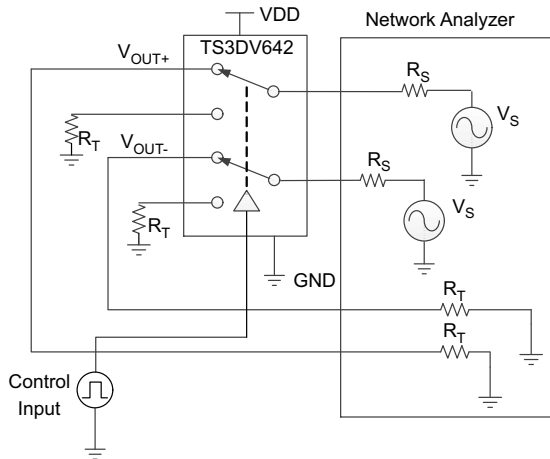 VDD
Network Analyzer
TS3DV642
VOUT+
RS
VS
RT
VOUT-
RS
VS
RT
GND
RT
RT
Control
Input